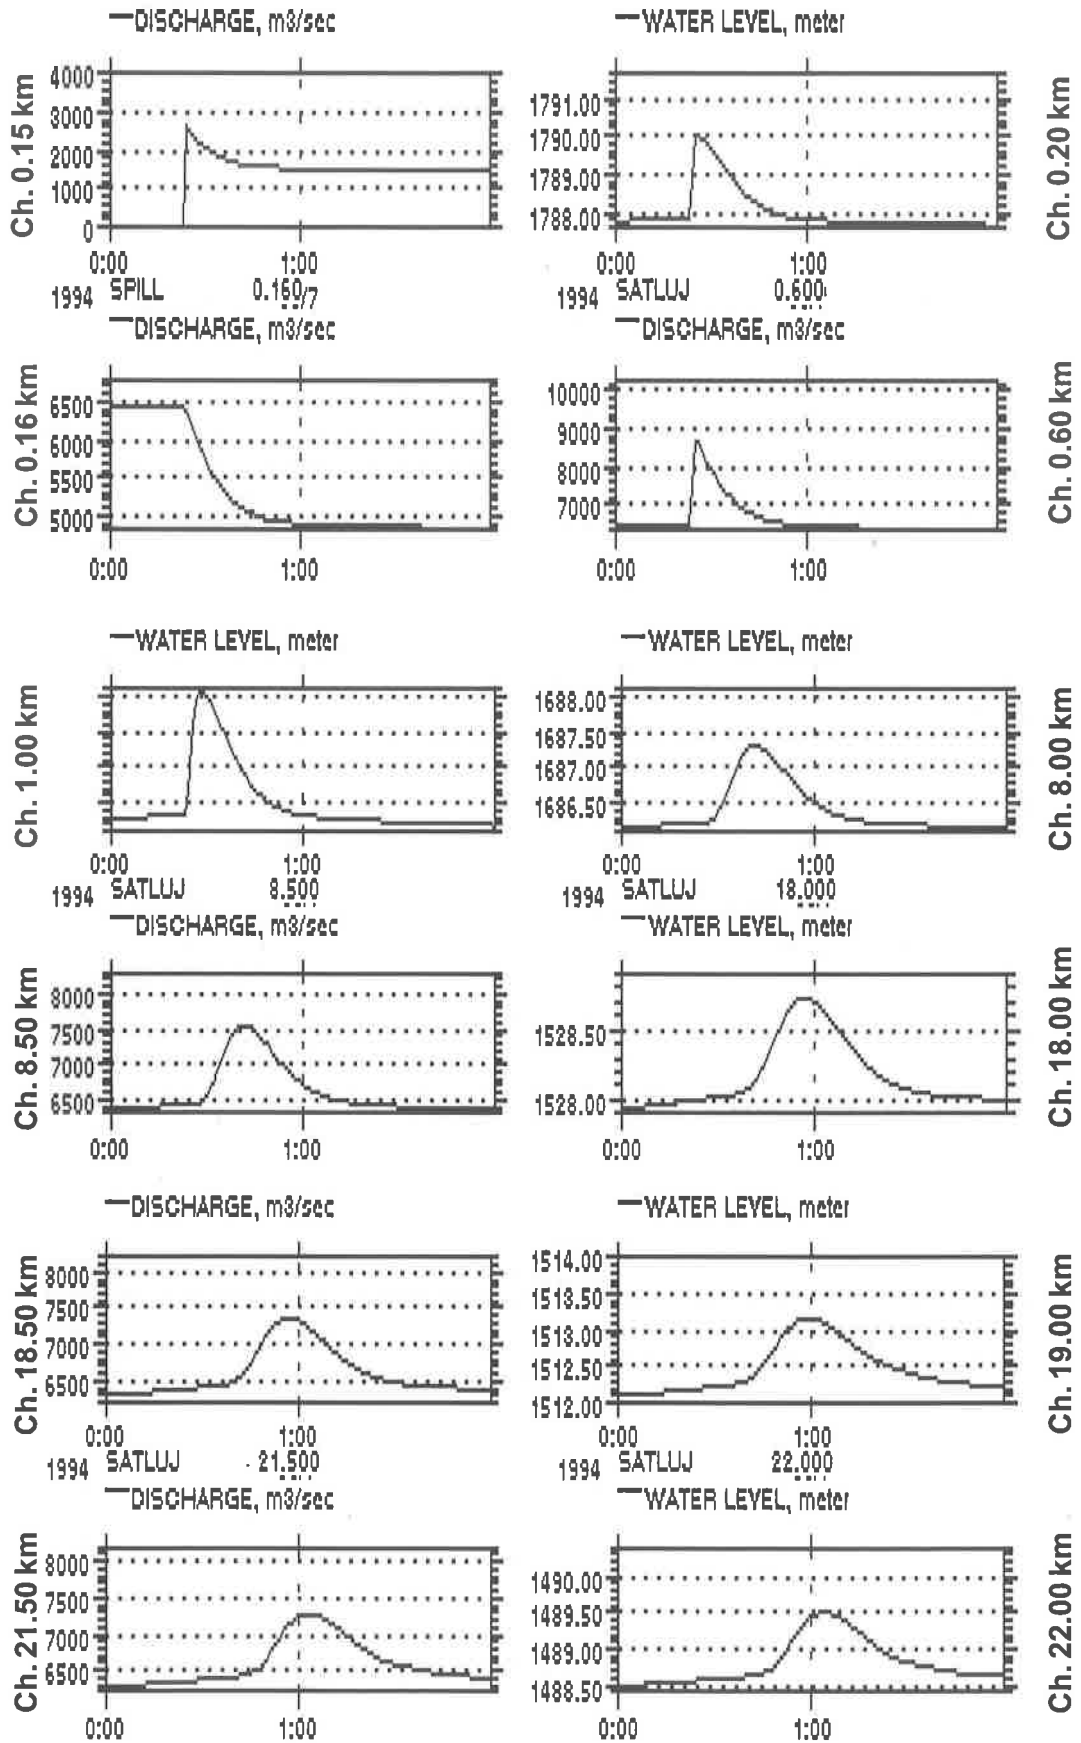 DISCHARGE, m3/sec
Ch. 0.15 km
4000
3000
2000
1000
0
0:00 1:00
1994 SPILL
WATER LEVEL, meter
Ch. 0.20 km
1791.00
1790.00
1789.00
1788.00
0:00 1:00
1994 SATLUJ 0.600
DISCHARGE, m3/sec
Ch. 0.16 km
6500
6000
5500
5000
0:00 1:00
DISCHARGE, m3/sec
Ch. 0.60 km
10000
9000
8000
7000
0:00 1:00
WATER LEVEL, meter
Ch. 1.00 km
0:00 1:00
1994 SATLUJ 8.500
WATER LEVEL, meter
Ch. 8.00 km
1688.00
1687.50
1687.00
1686.50
0:00 1:00
1994 SATLUJ 18.000
DISCHARGE, m3/sec
Ch. 8.50 km
8000
7500
7000
6500
0:00 1:00
WATER LEVEL, meter
Ch. 18.00 km
1528.50
1528.00
0:00 1:00
DISCHARGE, m3/sec
Ch. 18.50 km
8000
7500
7000
6500
0:00 1:00
1994 SATLUJ 21.500
WATER LEVEL, meter
Ch. 19.00 km
1514.00
1513.50
1513.00
1512.50
1512.00
0:00 1:00
1994 SATLUJ 22.000
DISCHARGE, m3/sec
Ch. 21.50 km
8000
7500
7000
6500
0:00 1:00
WATER LEVEL, meter
Ch. 22.00 km
1490.00
1489.50
1489.00
1488.50
0:00 1:00